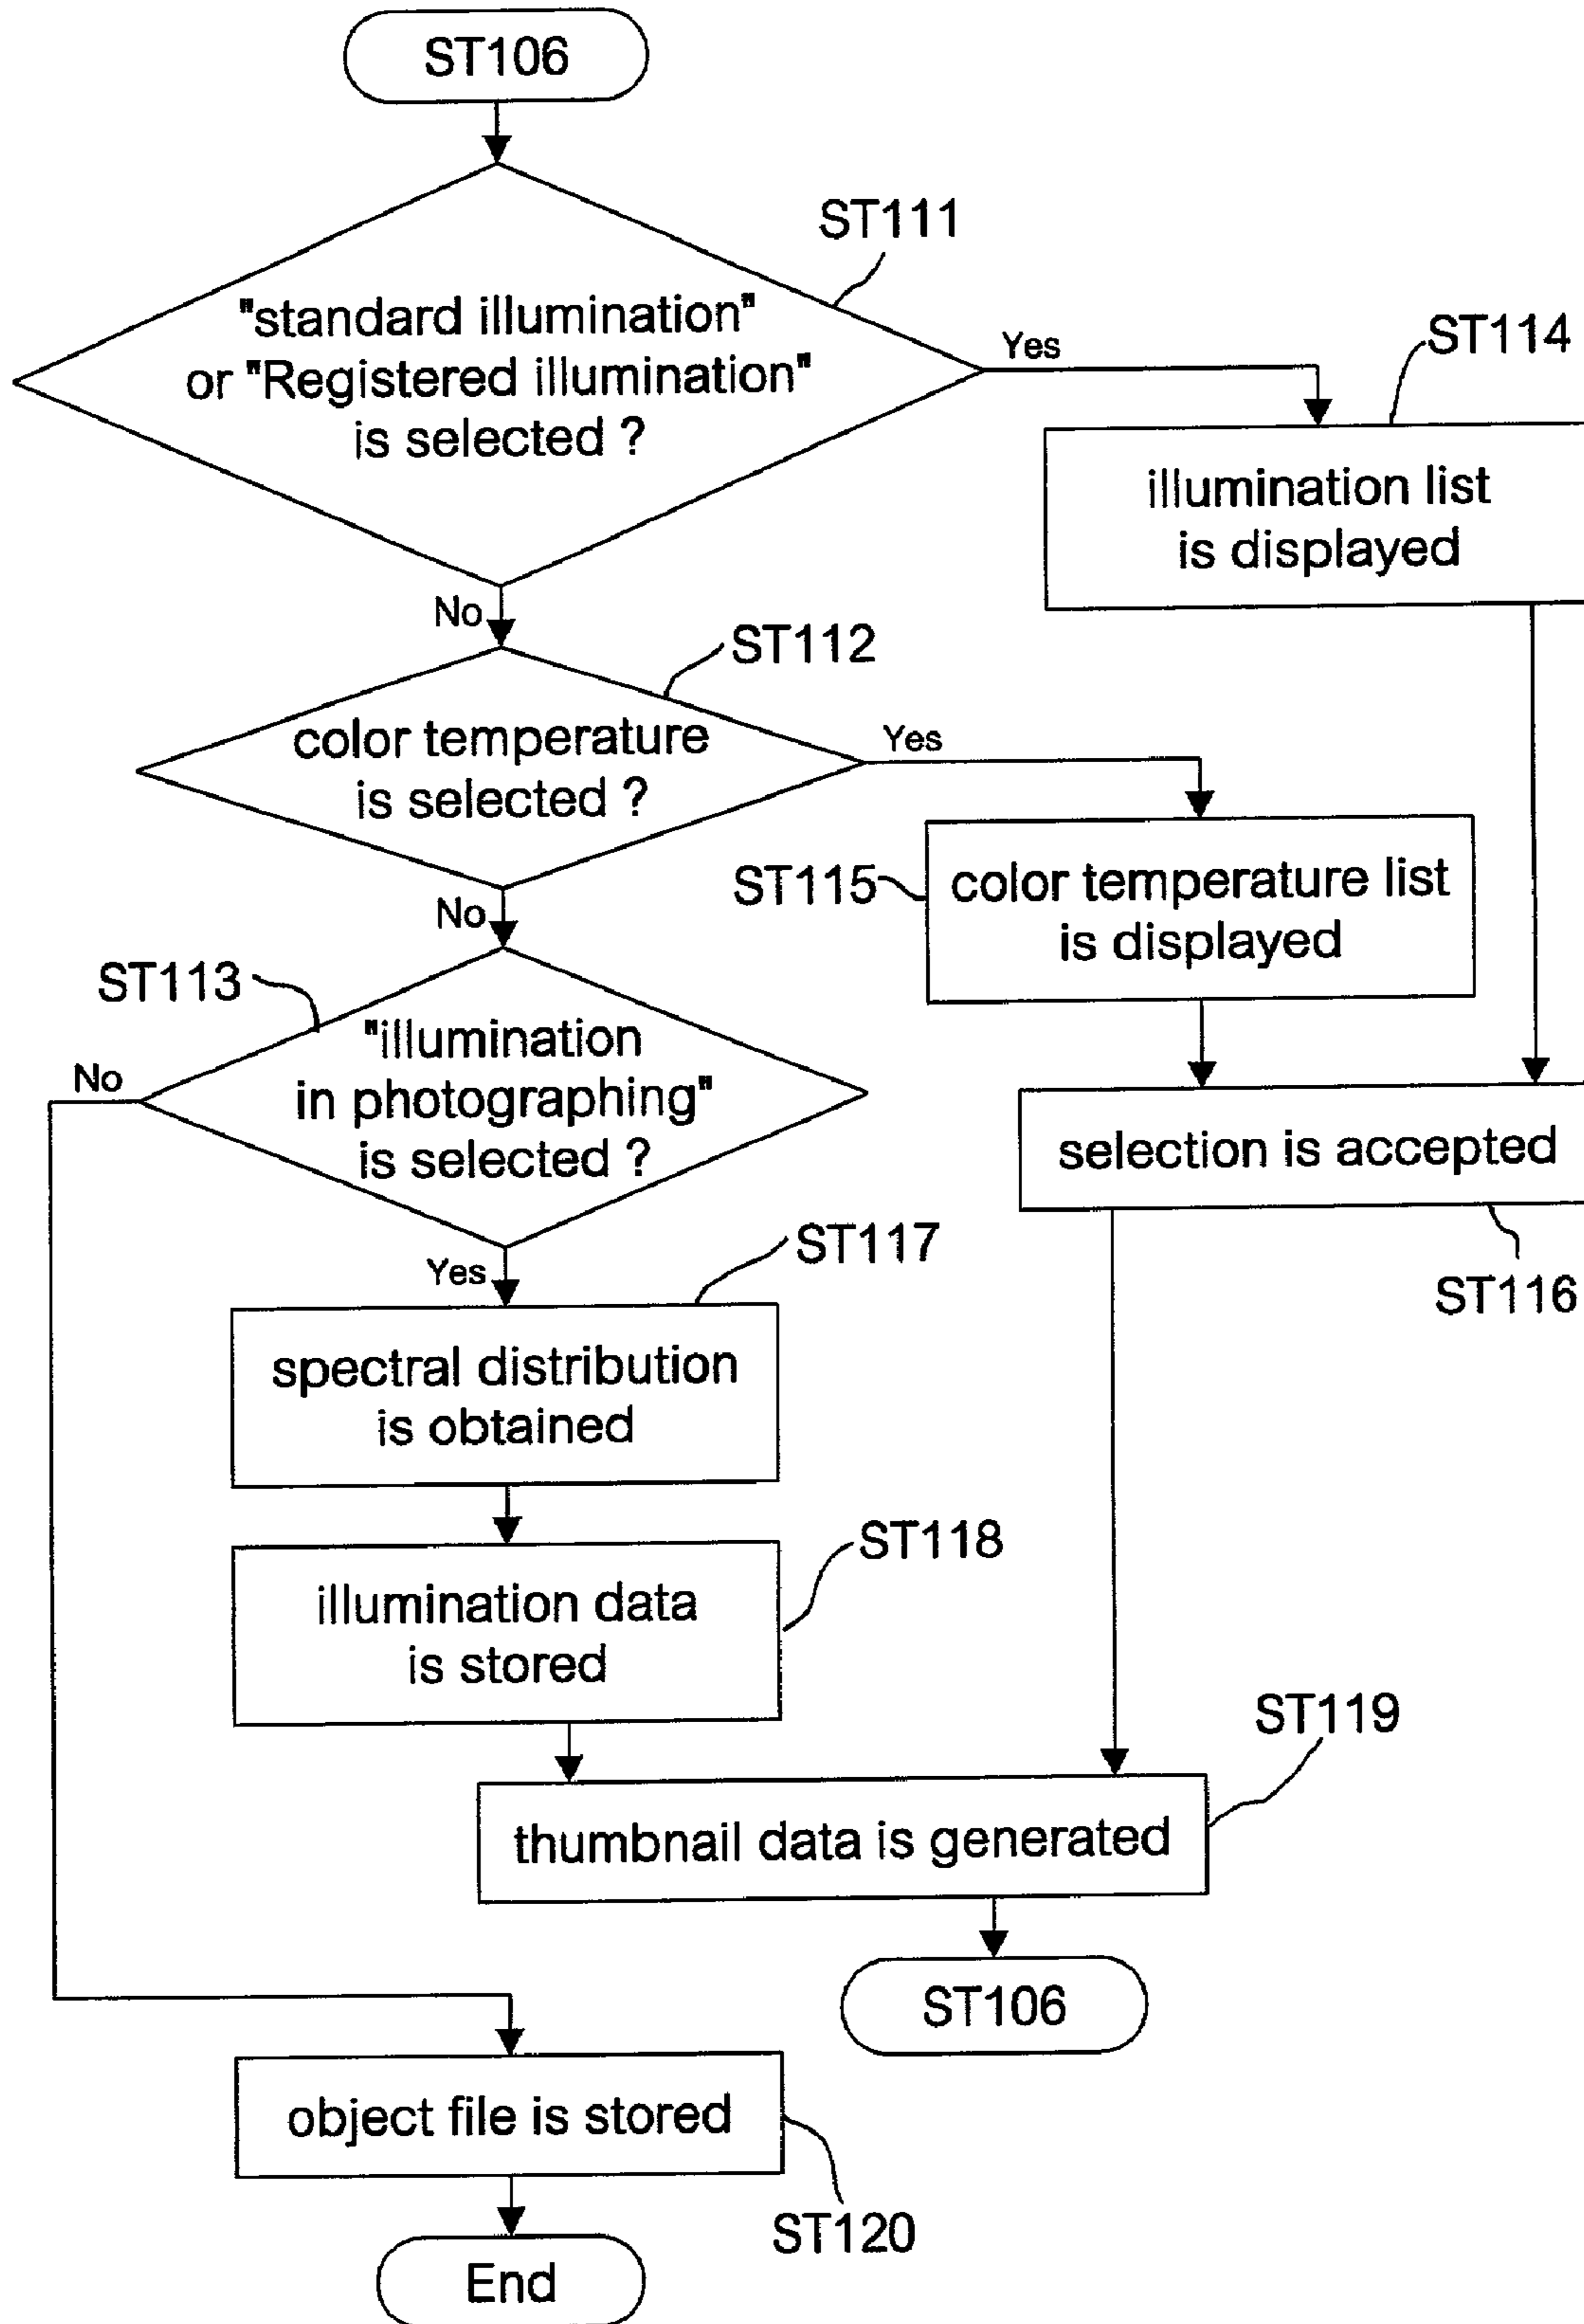 ST106
ST111
"standard illumination"
or "Registered illumination"
is selected ?
Yes
ST114
illumination list
is displayed
No
ST112
color temperature
is selected ?
Yes
ST115
color temperature list
is displayed
No
ST113
"illumination
in photographing"
is selected ?
No
selection is accepted
ST116
Yes
ST117
spectral distribution
is obtained
ST118
illumination data
is stored
ST119
thumbnail data is generated
ST106
object file is stored
ST120
End